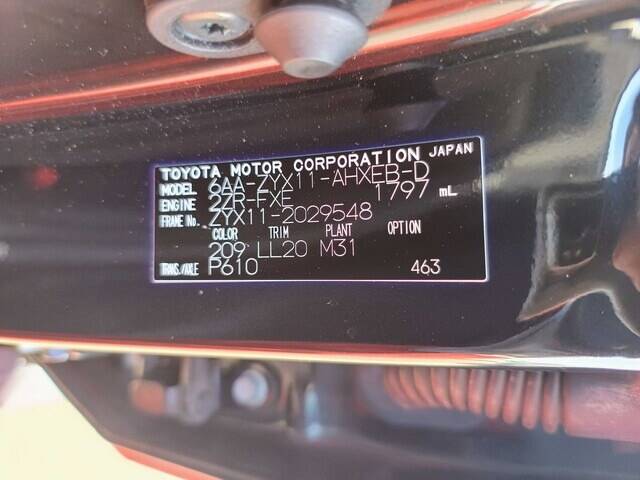 TOYOTA MOTOR CORPORATION JAPAN
MODEL 6AA-ZYX11-AHXEB-D
ENGINE 2ZR-FXE 1797 mL
FRAME No. ZYX11-2029548
COLOR TRIM PLANT OPTION
209 LL20 M31
TRANS./AXLE P610 463